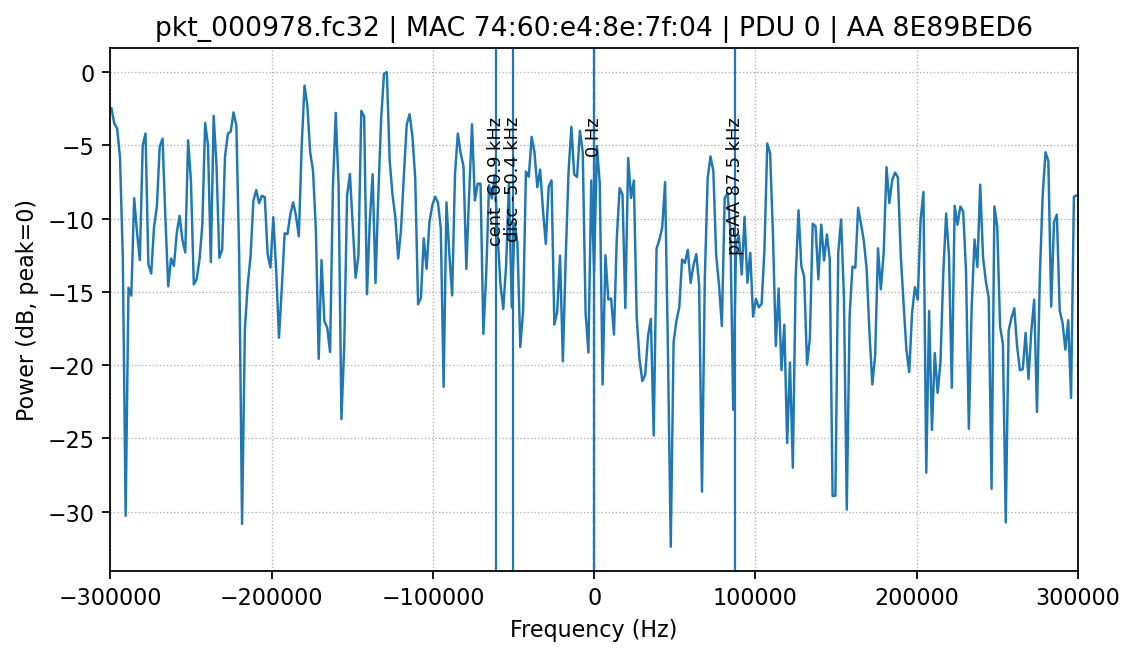 pkt_000978.fc32 | MAC 74:60:e4:8e:7f:04 | PDU 0 | AA 8E89BED6
Power (dB, peak=0)
0
−5
−10
−15
−20
−25
−30
cent -60.9 kHz
disc -50.4 kHz
0 Hz
preAA 87.5 kHz
−300000
−200000
−100000
0
100000
200000
300000
Frequency (Hz)